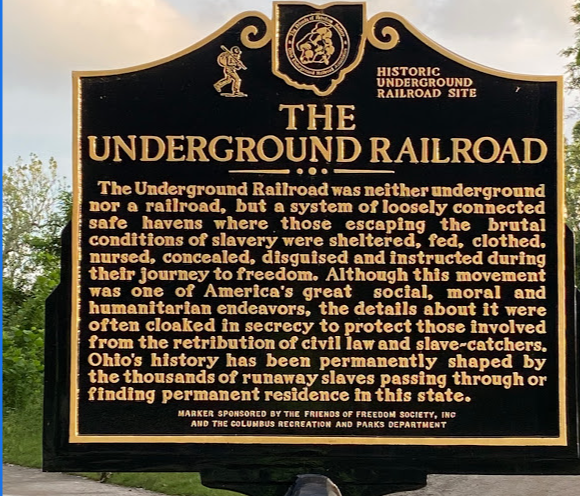 HISTORIC
UNDERGROUND
RAILROAD SITE
THE
UNDERGROUND RAILROAD
The Underground Railroad was neither underground
nor a railroad, but a system of loosely connected
safe havens where those escaping the brutal
conditions of slavery were sheltered, fed, clothed,
nursed, concealed, disguised and instructed during
their journey to freedom. Although this movement
was one of America's great social, moral and
humanitarian endeavors, the details about it were
often cloaked in secrecy to protect those involved
from the retribution of civil law and slave-catchers.
Ohio's history has been permanently shaped by
the thousands of runaway slaves passing through or
finding permanent residence in this state.
MARKER SPONSORED BY THE FRIENDS OF FREEDOM SOCIETY, INC
AND THE COLUMBUS RECREATION AND PARKS DEPARTMENT